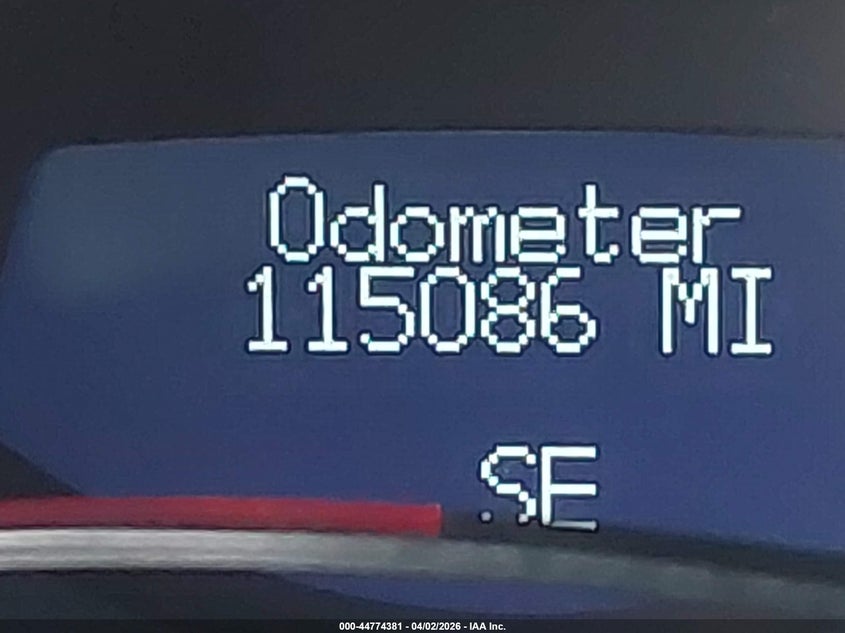 Odometer
115086 MI
SE
000-44774381 - 04/02/2026 - IAA Inc.